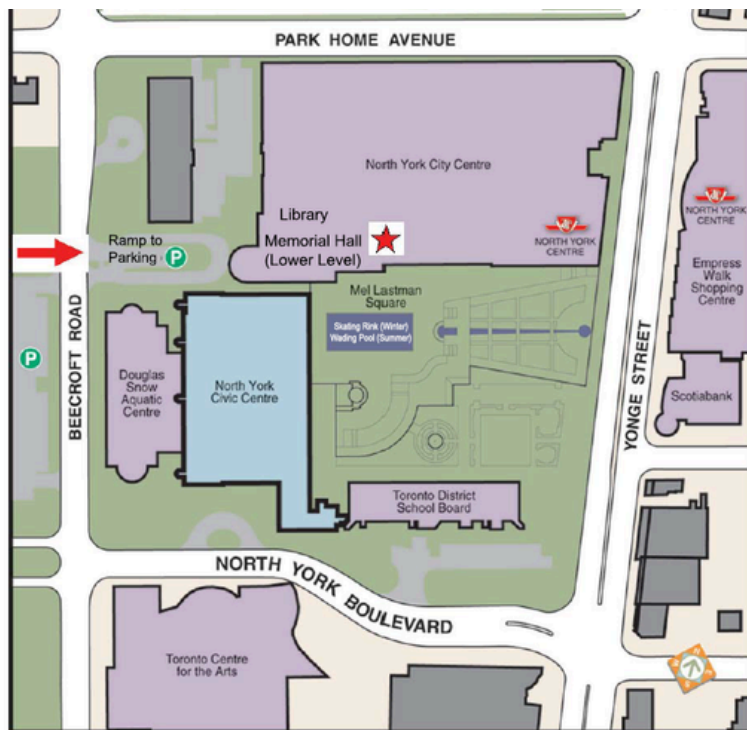 PARK HOME AVENUE
North York City Centre
Library
Memorial Hall
(Lower Level)
NORTH YORK
CENTRE
NORTH YORK
CENTRE
Empress
Walk
Shopping
Centre
Ramp to
Parking P
Mel Lastman
Square
Skating Rink (Winter)
Wading Pool (Summer)
P
BEECROFT ROAD
Douglas
Snow
Aquatic
Centre
North York
Civic Centre
YONGE STREET
Scotiabank
Toronto District
School Board
NORTH YORK BOULEVARD
Toronto Centre
for the Arts